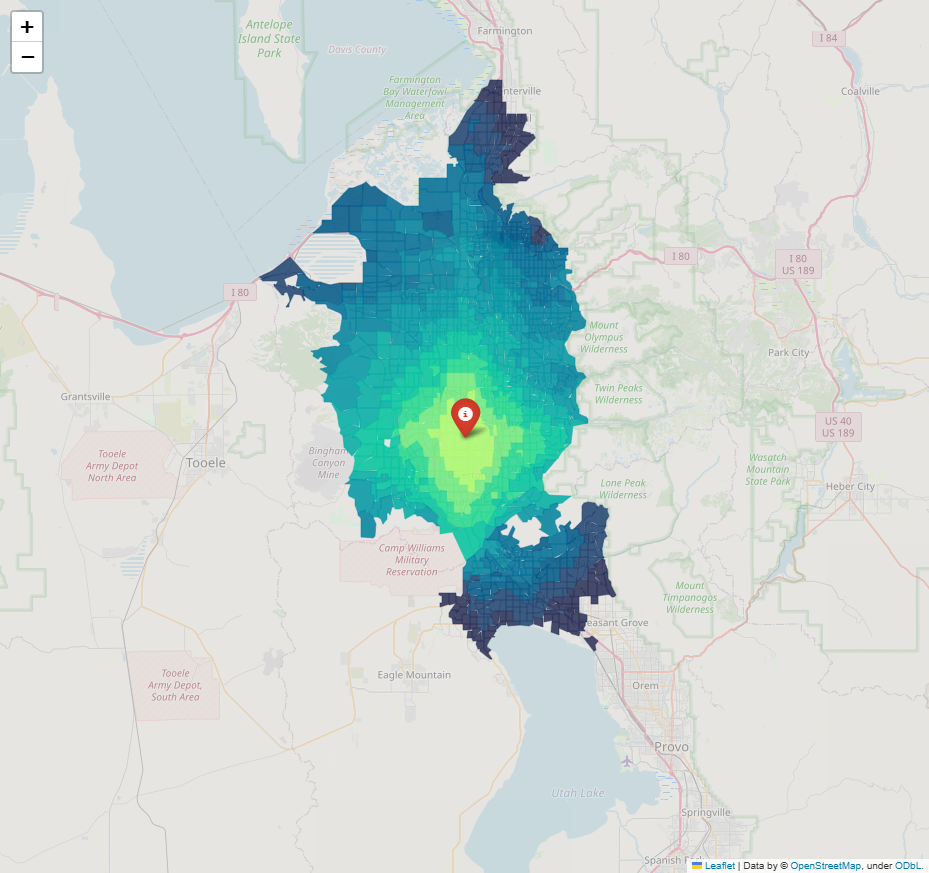 +
−
Antelope
Island State
Park
Davis County
Farmington
I 84
Farmington
Bay Waterfowl
Management
Area
nterville
Coalville
I 80
I 80
US 189
I 80
Mount
Olympus
Wilderness
Park City
Grantsville
Twin Peaks
Wilderness
US 40
US 189
Tooele
Army Depot
North Area
Tooele
Bingham
Canyon
Mine
Wasatch
Mountain
State Park
Lone Peak
Wilderness
Heber City
Camp Williams
Military
Reservation
Mount
Timpanogos
Wilderness
easant Grove
Tooele
Army Depot,
South Area
Eagle Mountain
Orem
Provo
Utah Lake
Springville
Spanish F
Leaflet | Data by © OpenStreetMap, under ODbL.